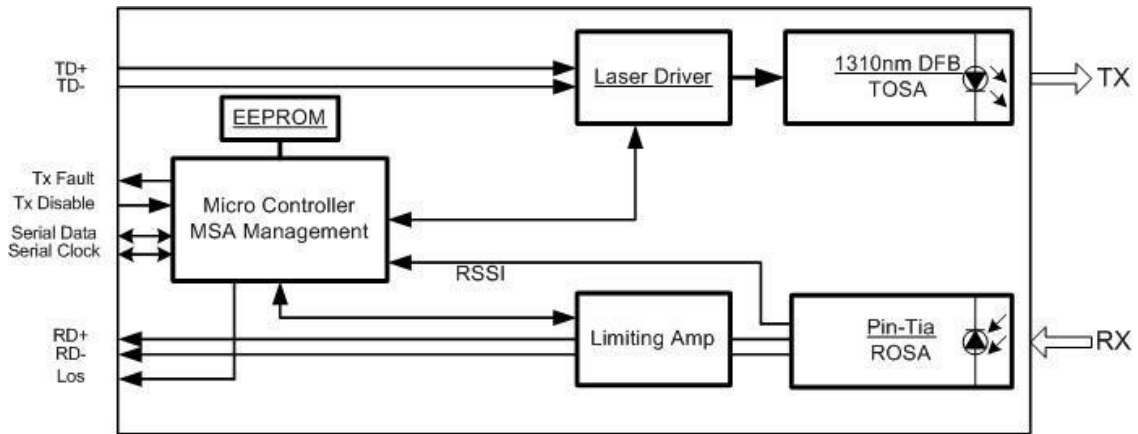 TD+
TD-
Laser Driver
1310nm DFB
TOSA
TX
EEPROM
Tx Fault
Tx Disable
Serial Data
Serial Clock
Micro Controller
MSA Management
RSSI
RD+
RD-
Los
Limiting Amp
Pin-Tia
ROSA
RX